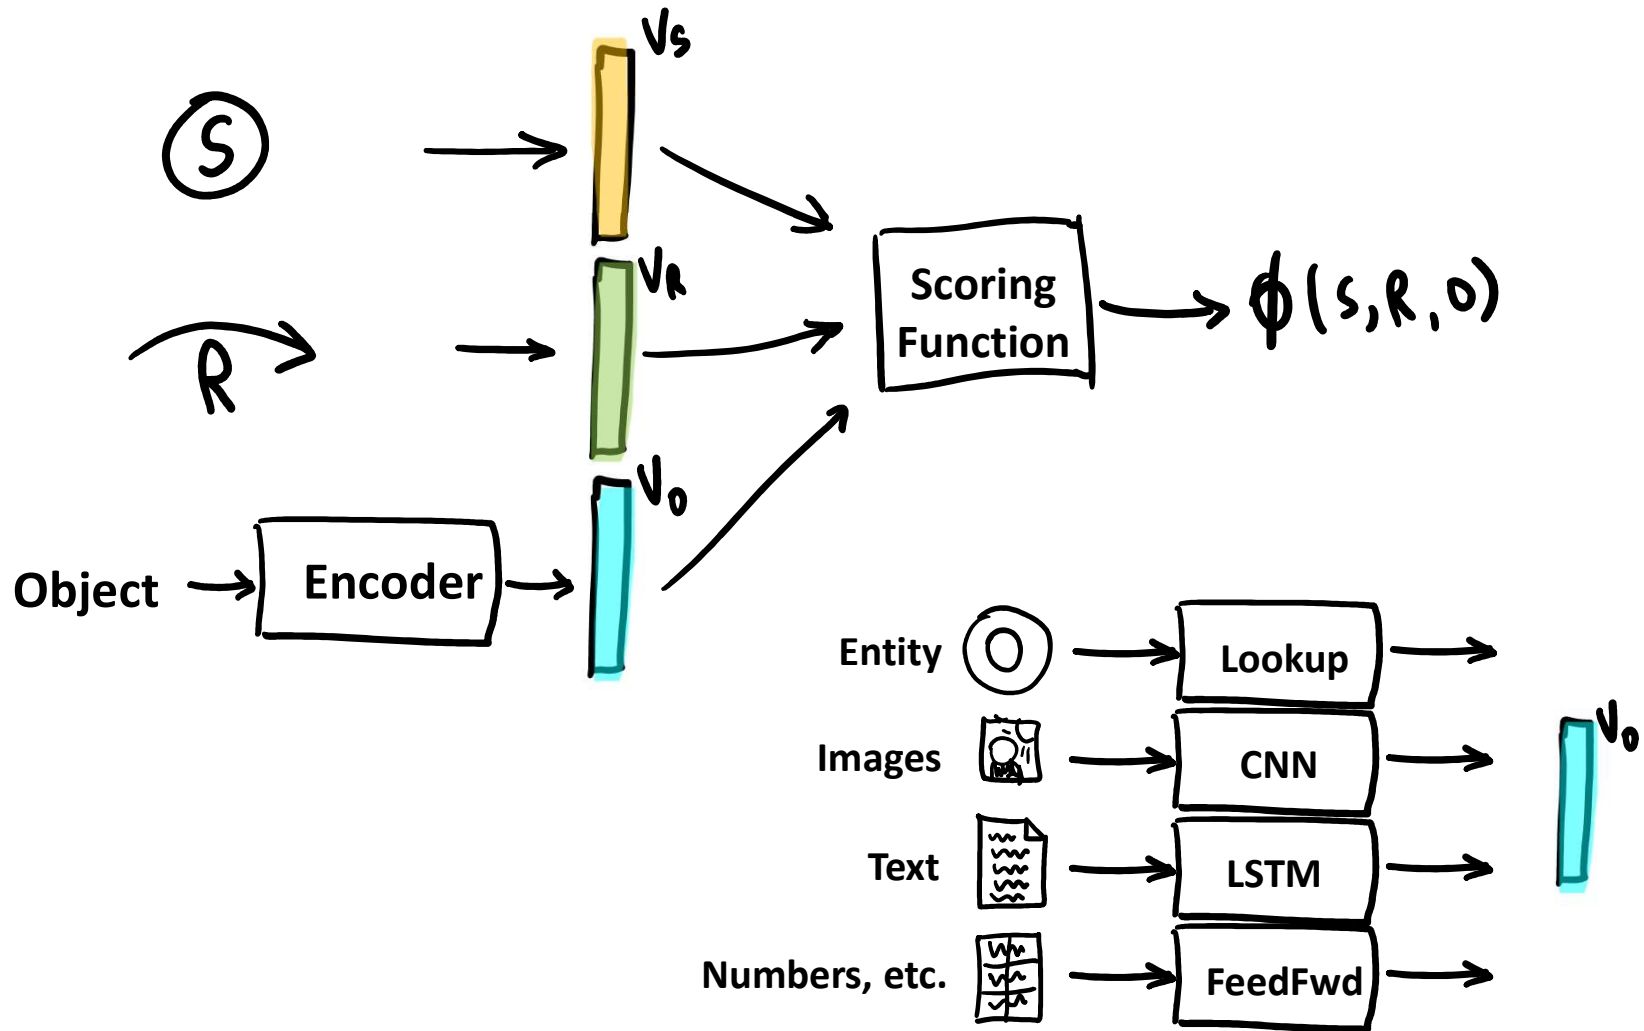 Vs
S
VR
R
Scoring
Function
ϕ(S,R,O)
Vo
Object
Encoder
Entity
O
Lookup
Images
CNN
Vo
Text
LSTM
Numbers, etc.
FeedFwd